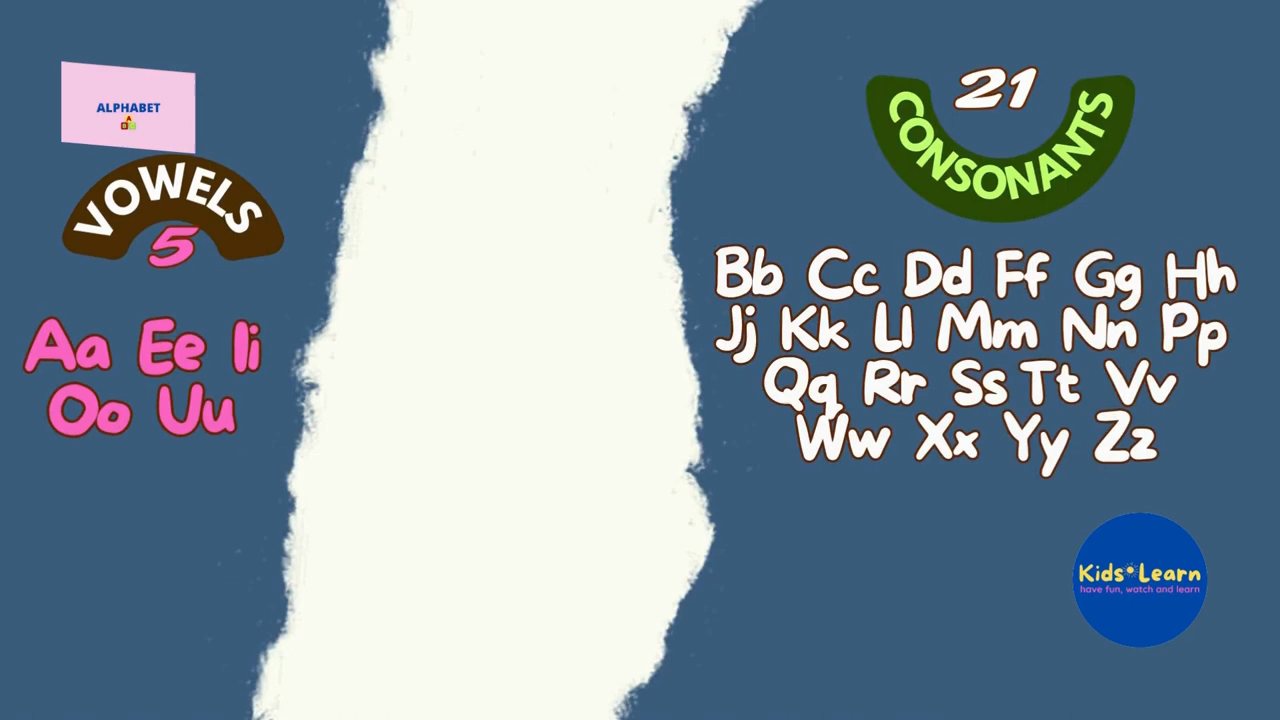 ALPHABET
VOWELS
5
Aa Ee Ii
Oo Uu
21
CONSONANTS
Bb Cc Dd Ff Gg Hh
Jj Kk Ll Mm Nn Pp
Qq Rr Ss Tt Vv
Ww Xx Yy Zz
Kids Learn
have fun, watch and learn